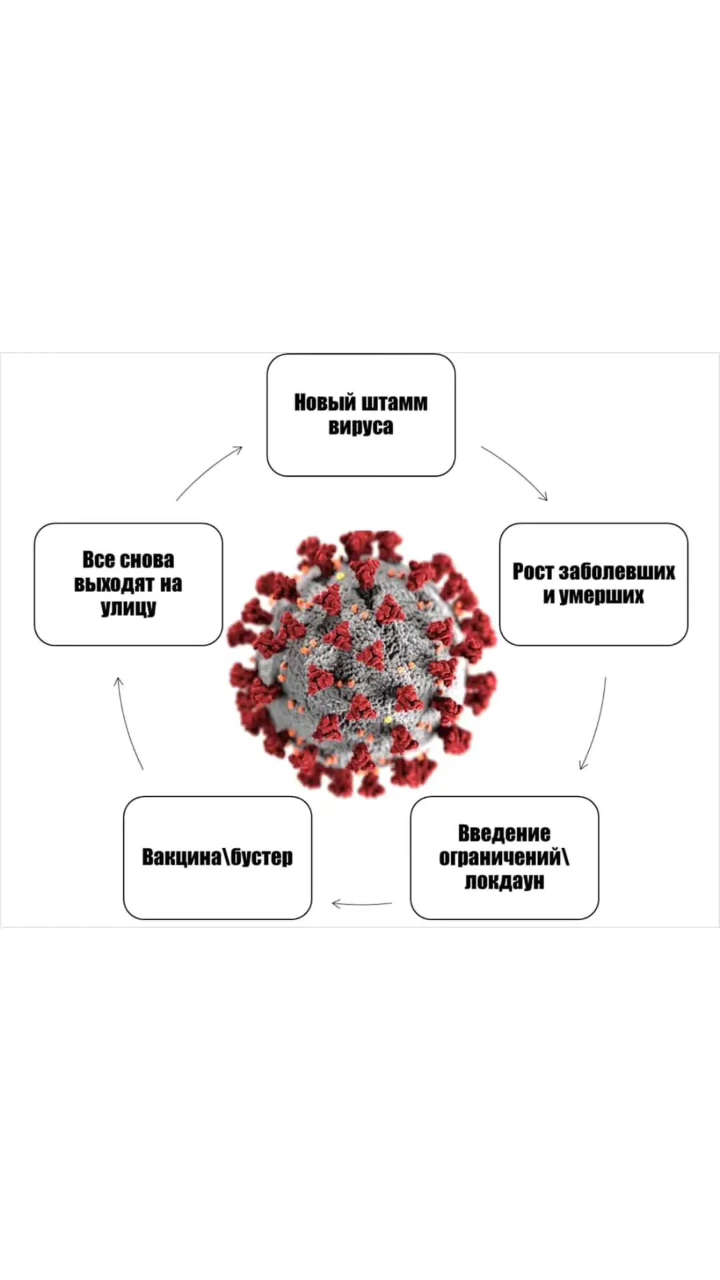 Новый штамм
вируса
Рост заболевших
и умерших
Введение
ограничений\
локдаун
Вакцина\бустер
Все снова
выходят на
улицу